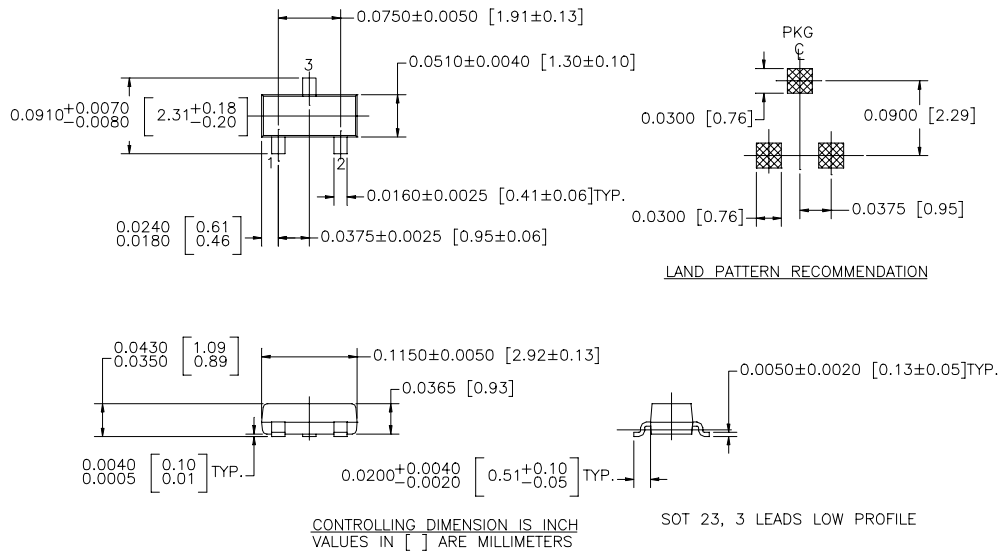 0.0750±0.0050 [1.91±0.13]
3
0.0510±0.0040 [1.30±0.10]
0.0910+0.0070 -0.0080 [2.31+0.18 -0.20]
1
2
0.0160±0.0025 [0.41±0.06]TYP.
0.0240 [0.61
0.0180 0.46]
0.0375±0.0025 [0.95±0.06]
PKG
℄
0.0300 [0.76]
0.0900 [2.29]
0.0300 [0.76]
0.0375 [0.95]
LAND PATTERN RECOMMENDATION
0.0430 [1.09
0.0350 0.89]
0.1150±0.0050 [2.92±0.13]
0.0365 [0.93]
0.0040 [0.10
0.0005 0.01] TYP.
0.0050±0.0020 [0.13±0.05]TYP.
0.0200+0.0040 -0.0020 [0.51+0.10 -0.05] TYP.
SOT 23, 3 LEADS LOW PROFILE
CONTROLLING DIMENSION IS INCH
VALUES IN [ ] ARE MILLIMETERS